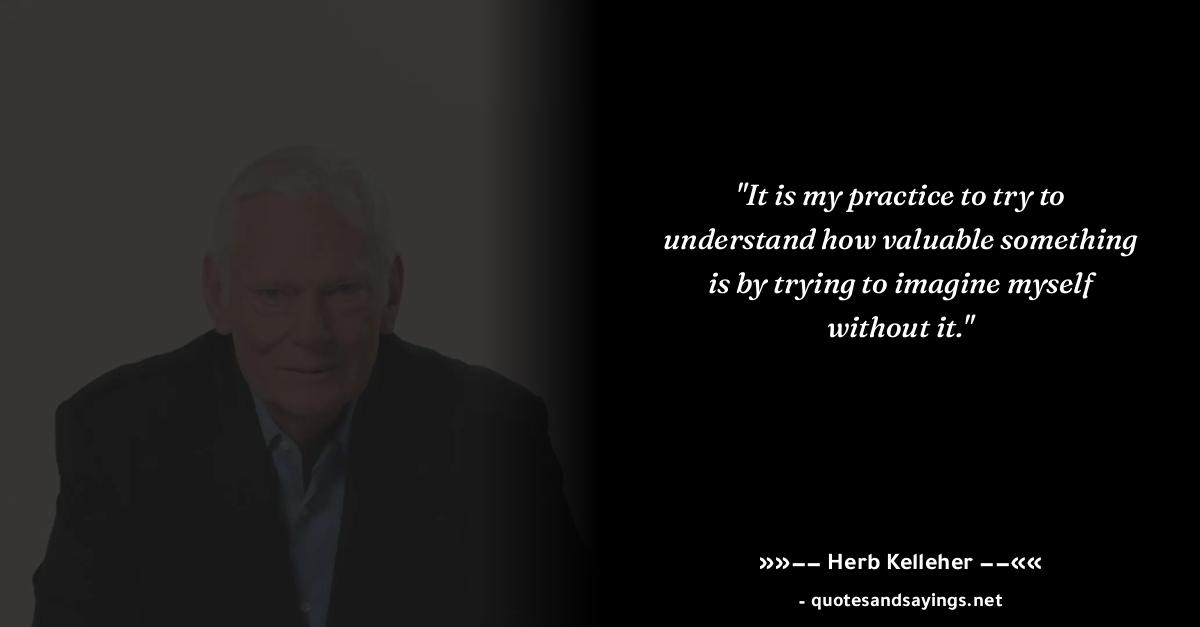 "It is my practice to try to
understand how valuable something
is by trying to imagine myself
without it."
»»–– Herb Kelleher ––««
- quotesandsayings.net